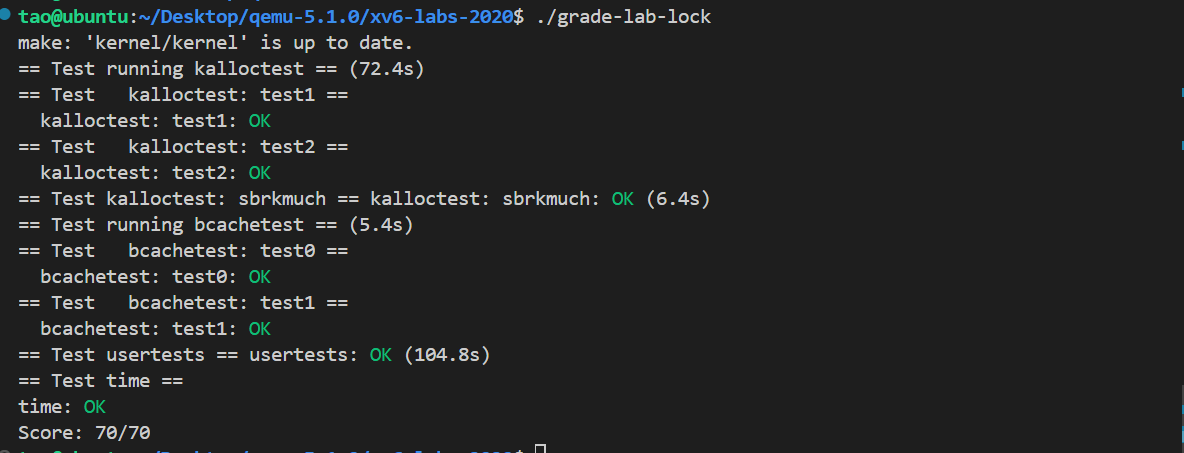 tao@ubuntu:~/Desktop/qemu-5.1.0/xv6-labs-2020$ ./grade-lab-lock
make: 'kernel/kernel' is up to date.
== Test running kalloctest == (72.4s)
== Test   kalloctest: test1 ==
  kalloctest: test1: OK
== Test   kalloctest: test2 ==
  kalloctest: test2: OK
== Test kalloctest: sbrkmuch == kalloctest: sbrkmuch: OK (6.4s)
== Test running bcachetest == (5.4s)
== Test   bcachetest: test0 ==
  bcachetest: test0: OK
== Test   bcachetest: test1 ==
  bcachetest: test1: OK
== Test usertests == usertests: OK (104.8s)
== Test time ==
time: OK
Score: 70/70